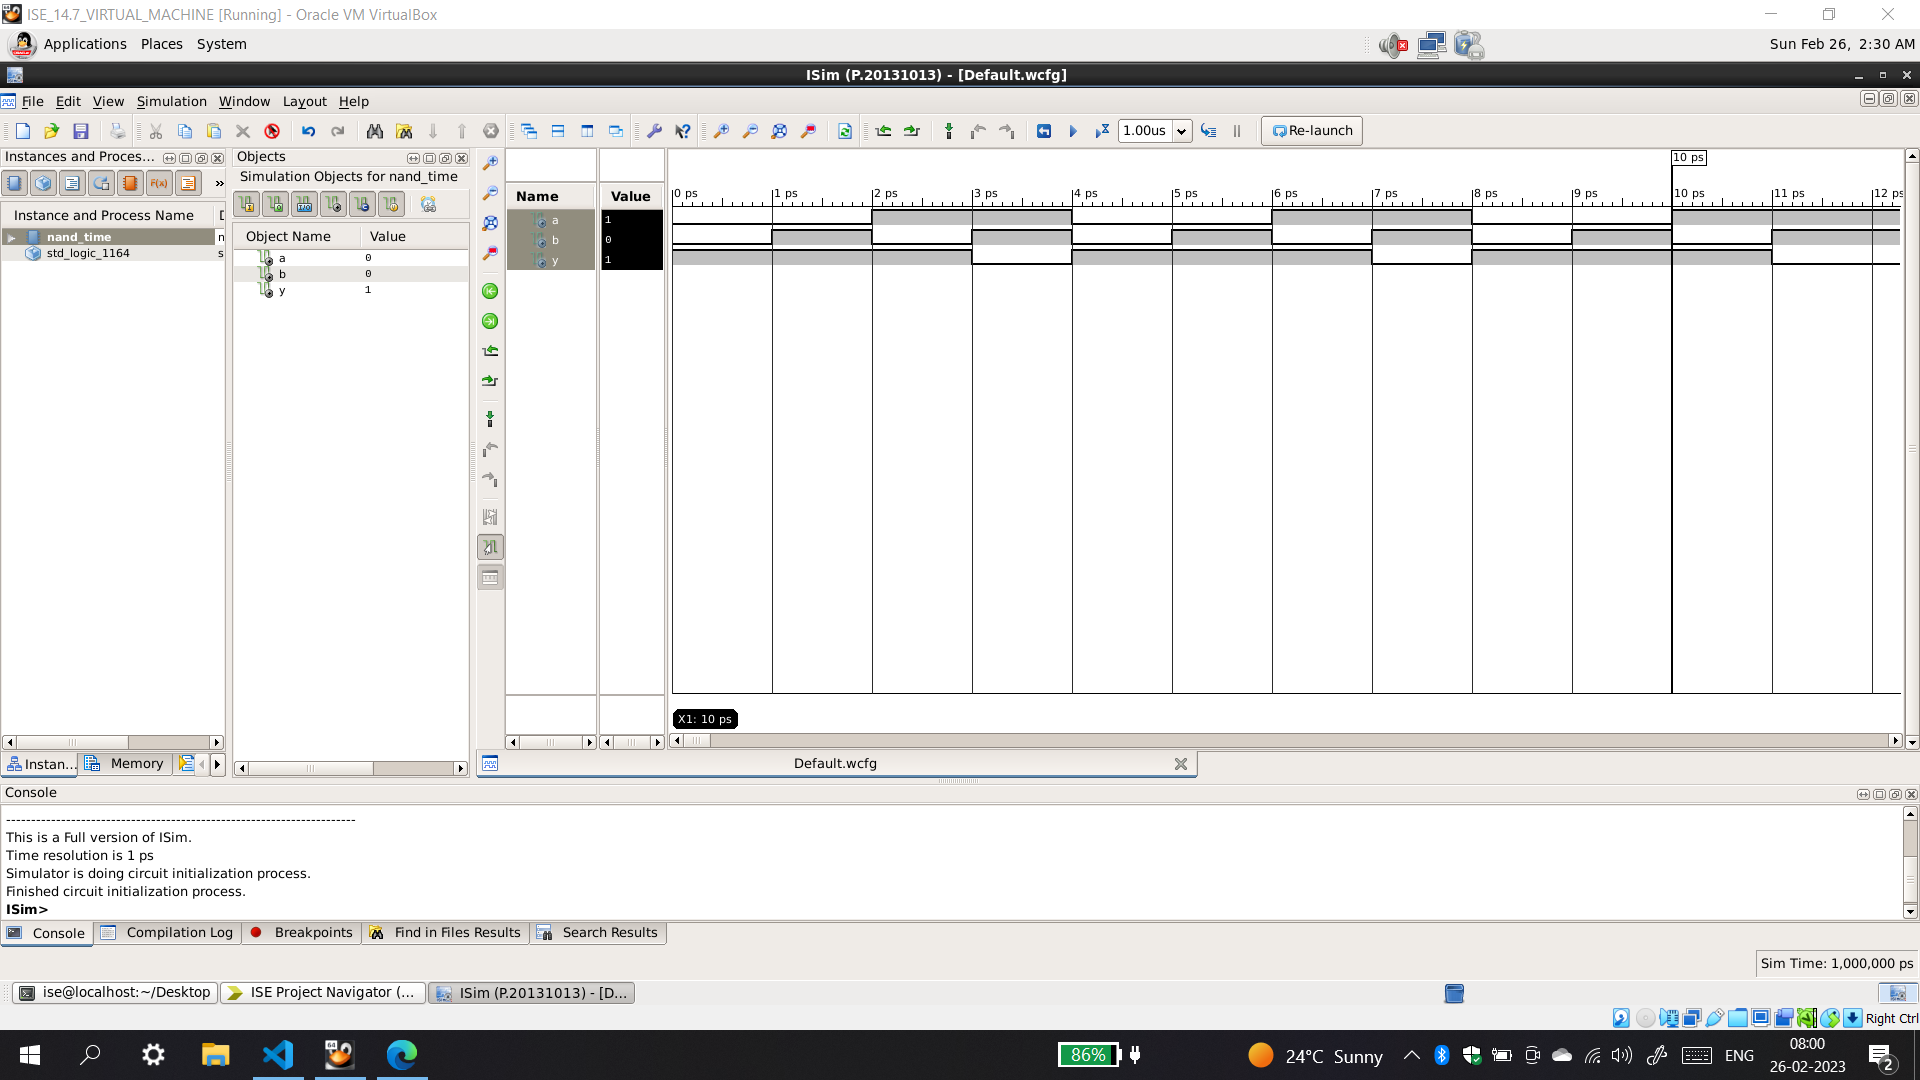 ISE_14.7_VIRTUAL_MACHINE [Running] - Oracle VM VirtualBox
Applications Places System
Sun Feb 26, 2:30 AM
ISim (P.20131013) - [Default.wcfg]
File Edit View Simulation Window Layout Help
1.00us
Re-launch
Instances and Proces...
Objects
Simulation Objects for nand_time
F(a)
»
Instance and Process Name
nand_time n
std_logic_1164 s
Object Name Value
a 0
b 0
y 1
Name Value
a 1
b 0
y 1
10 ps
0 ps 1 ps 2 ps 3 ps 4 ps 5 ps 6 ps 7 ps 8 ps 9 ps 10 ps 11 ps 12 ps
X1: 10 ps
Instan...
Memory
Default.wcfg
Console
----------------------------------------------------------------------
This is a Full version of ISim.
Time resolution is 1 ps
Simulator is doing circuit initialization process.
Finished circuit initialization process.
ISim>
Console Compilation Log Breakpoints Find in Files Results Search Results
Sim Time: 1,000,000 ps
ise@localhost:~/Desktop
ISE Project Navigator (...
ISim (P.20131013) - [D...
Right Ctrl
64
86%
24°C Sunny
ENG
08:00
26-02-2023
2